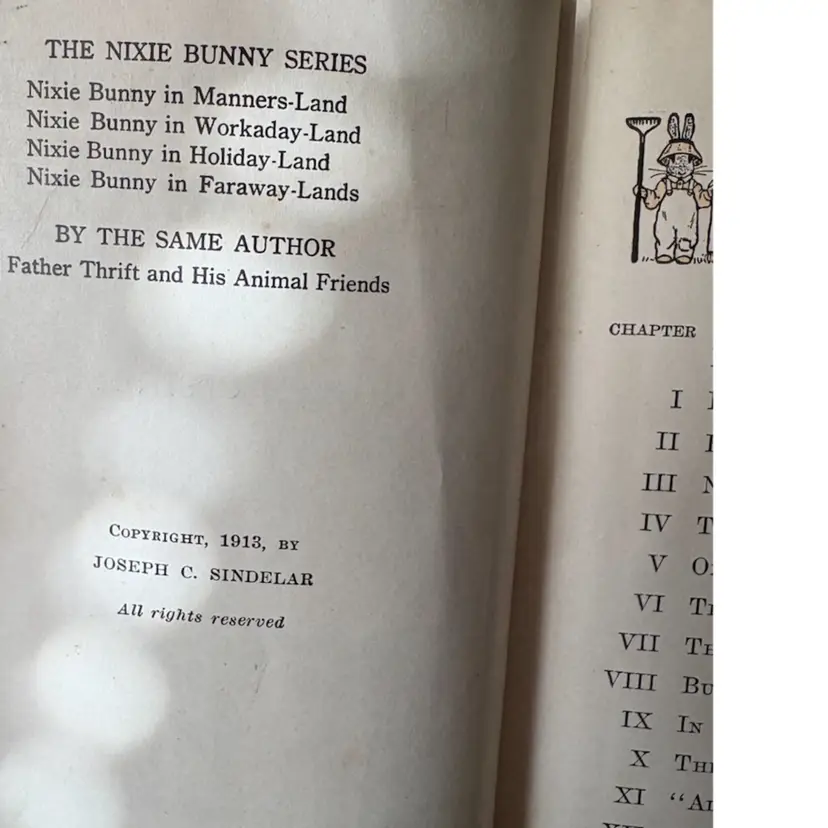 THE NIXIE BUNNY SERIES
Nixie Bunny in Manners-Land
Nixie Bunny in Workaday-Land
Nixie Bunny in Holiday-Land
Nixie Bunny in Faraway-Lands
BY THE SAME AUTHOR
Father Thrift and His Animal Friends
COPYRIGHT, 1913, BY
JOSEPH C. SINDELAR
All rights reserved
CHAPTER
I
II
III
IV
V
VI
VII
VIII
IX IN
X
XI